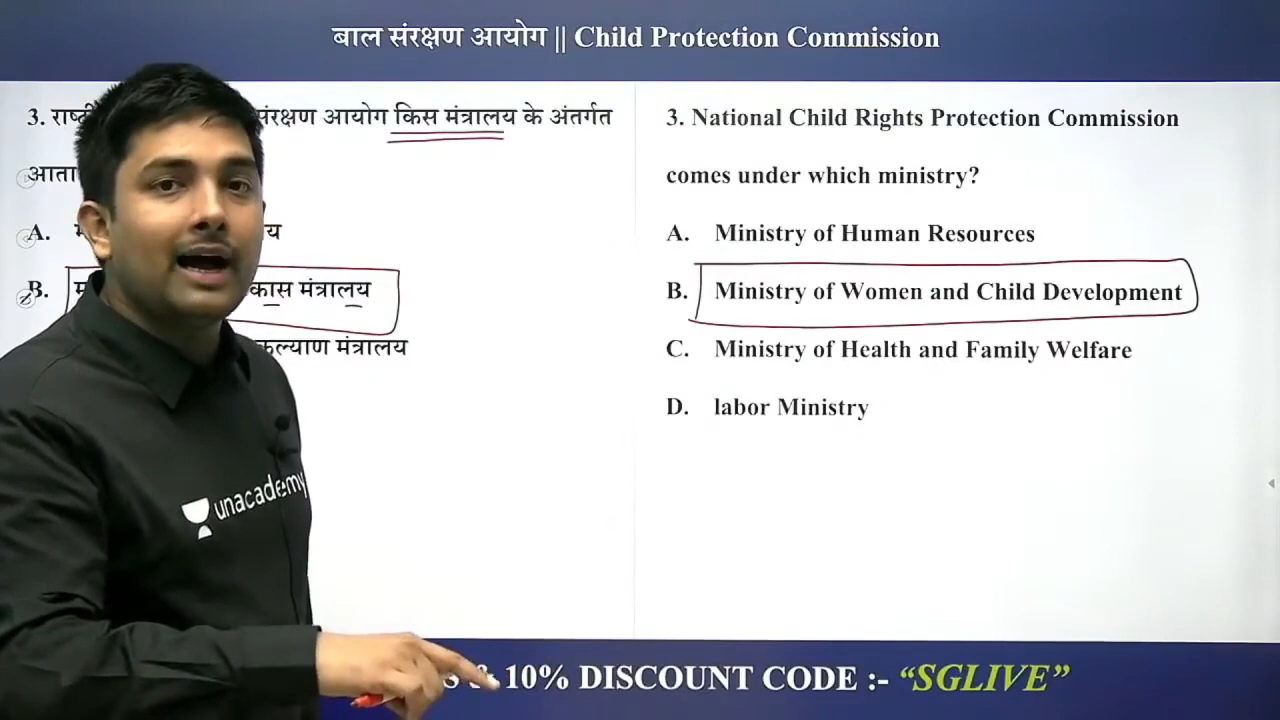 बाल संरक्षण आयोग || Child Protection Commission
3. संरक्षण आयोग किस मंत्रालय के अंतर्गत
आता
A.
B. मंत्रालय
कल्याण मंत्रालय
3. National Child Rights Protection Commission
comes under which ministry?
A. Ministry of Human Resources
B. Ministry of Women and Child Development
C. Ministry of Health and Family Welfare
D. labor Ministry
unacademy
& 10% DISCOUNT CODE :- “SGLIVE”